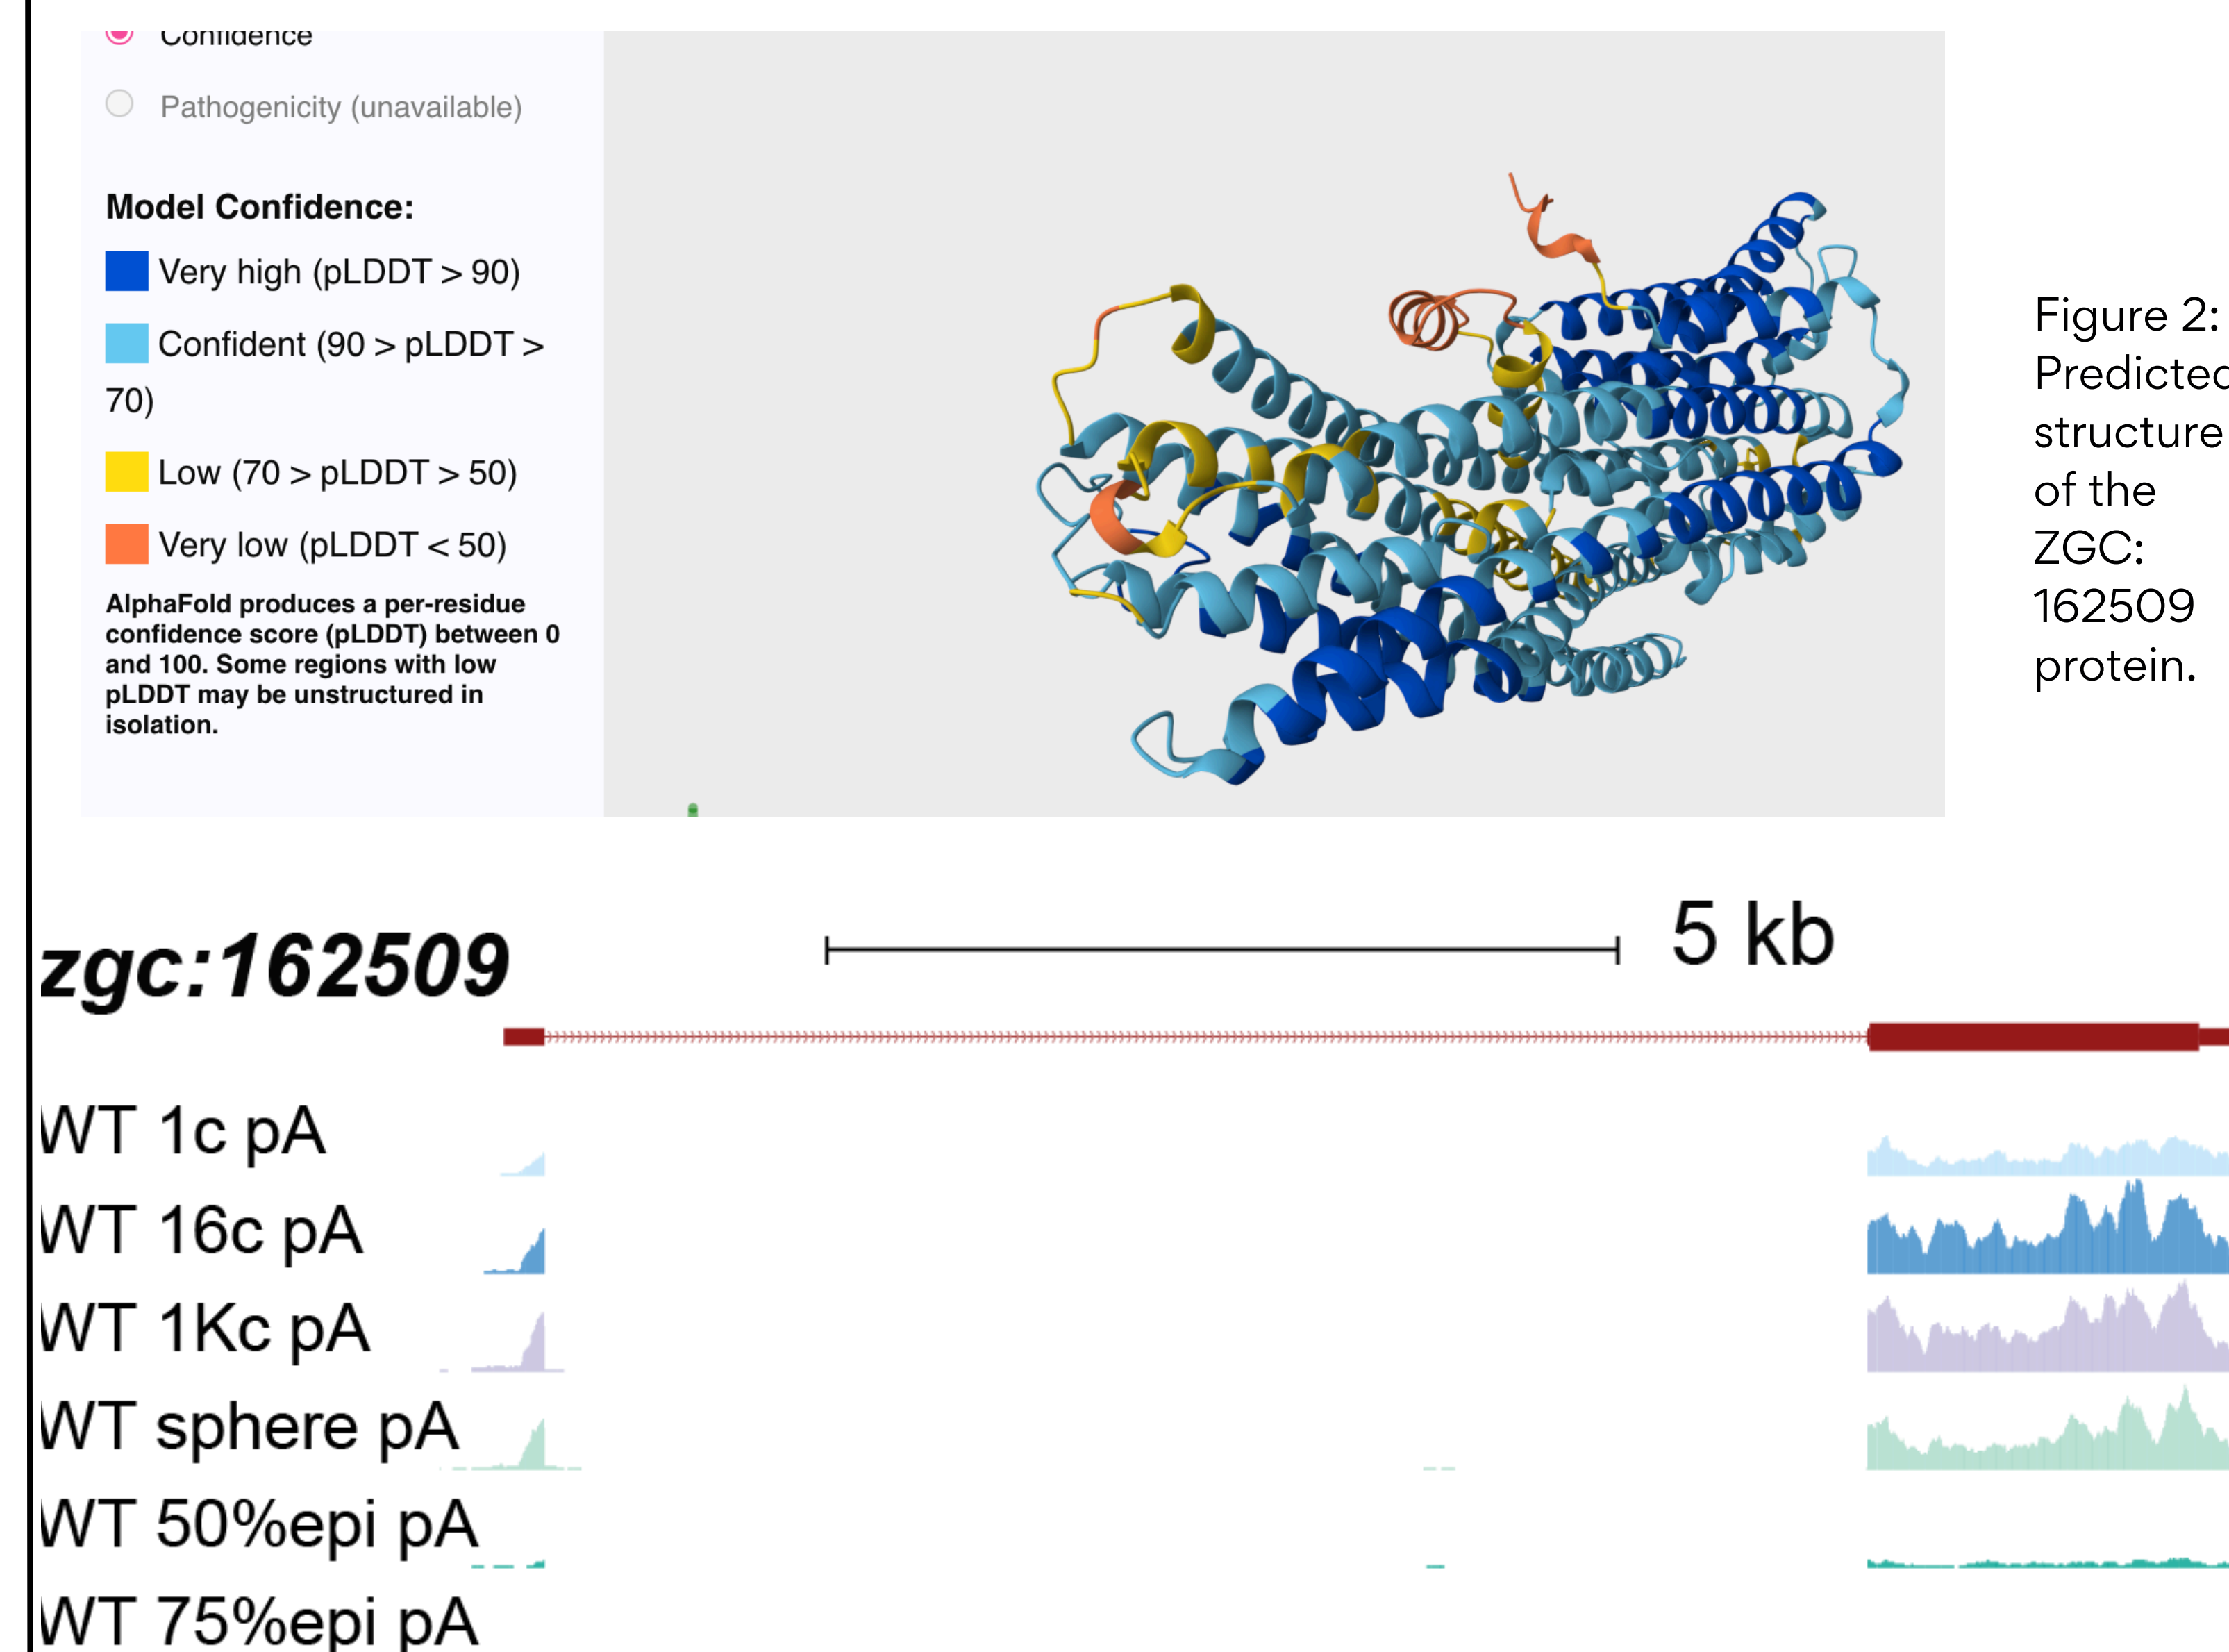 Confidence
Pathogenicity (unavailable)
Model Confidence:
Very high (pLDDT > 90)
Confident (90 > pLDDT >
70)
Low (70 > pLDDT > 50)
Very low (pLDDT < 50)
AlphaFold produces a per-residue
confidence score (pLDDT) between 0
and 100. Some regions with low
pLDDT may be unstructured in
isolation.
Figure 2:
Predicted
structure
of the
ZGC:
162509
protein.
zgc:162509
5 kb
WT 1c pA
WT 16c pA
WT 1Kc pA
WT sphere pA
WT 50%epi pA
WT 75%epi pA